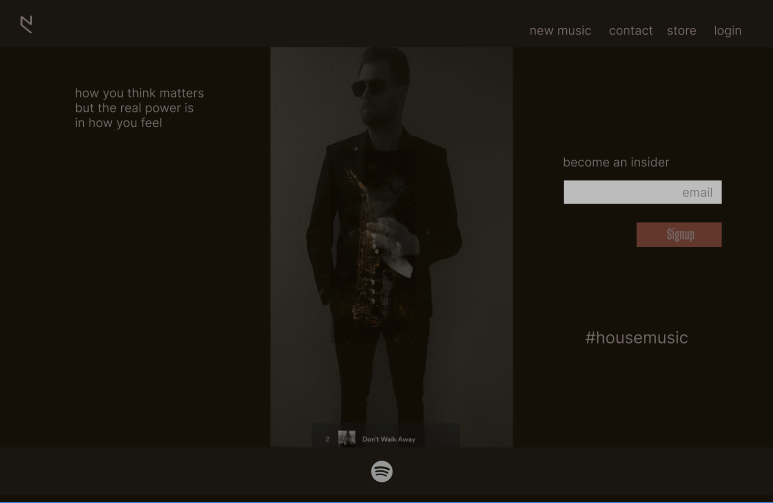 new music contact store login
how you think matters
but the real power is
in how you feel
become an insider
email
Signup
#housemusic
2 Don't Walk Away